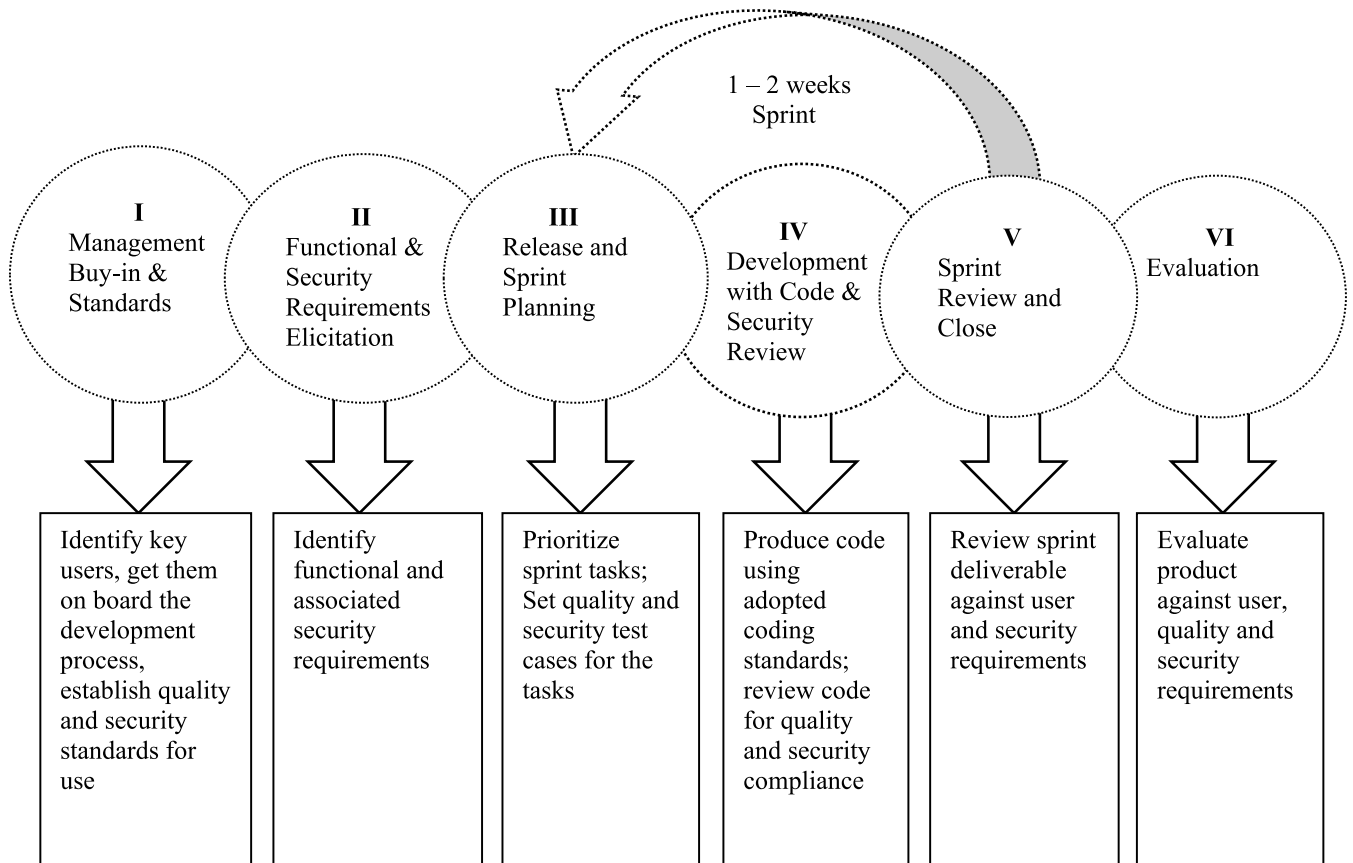 1 – 2 weeks
Sprint
I
Management
Buy-in &
Standards
II
Functional &
Security
Requirements
Elicitation
III
Release and
Sprint
Planning
IV
Development
with Code &
Security
Review
V
Sprint
Review and
Close
VI
Evaluation
Identify key
users, get them
on board the
development
process,
establish quality
and security
standards for
use
Identify
functional and
associated
security
requirements
Prioritize
sprint tasks;
Set quality and
security test
cases for the
tasks
Produce code
using
adopted
coding
standards;
review code
for quality
and security
compliance
Review sprint
deliverable
against user
and security
requirements
Evaluate
product
against user,
quality and
security
requirements